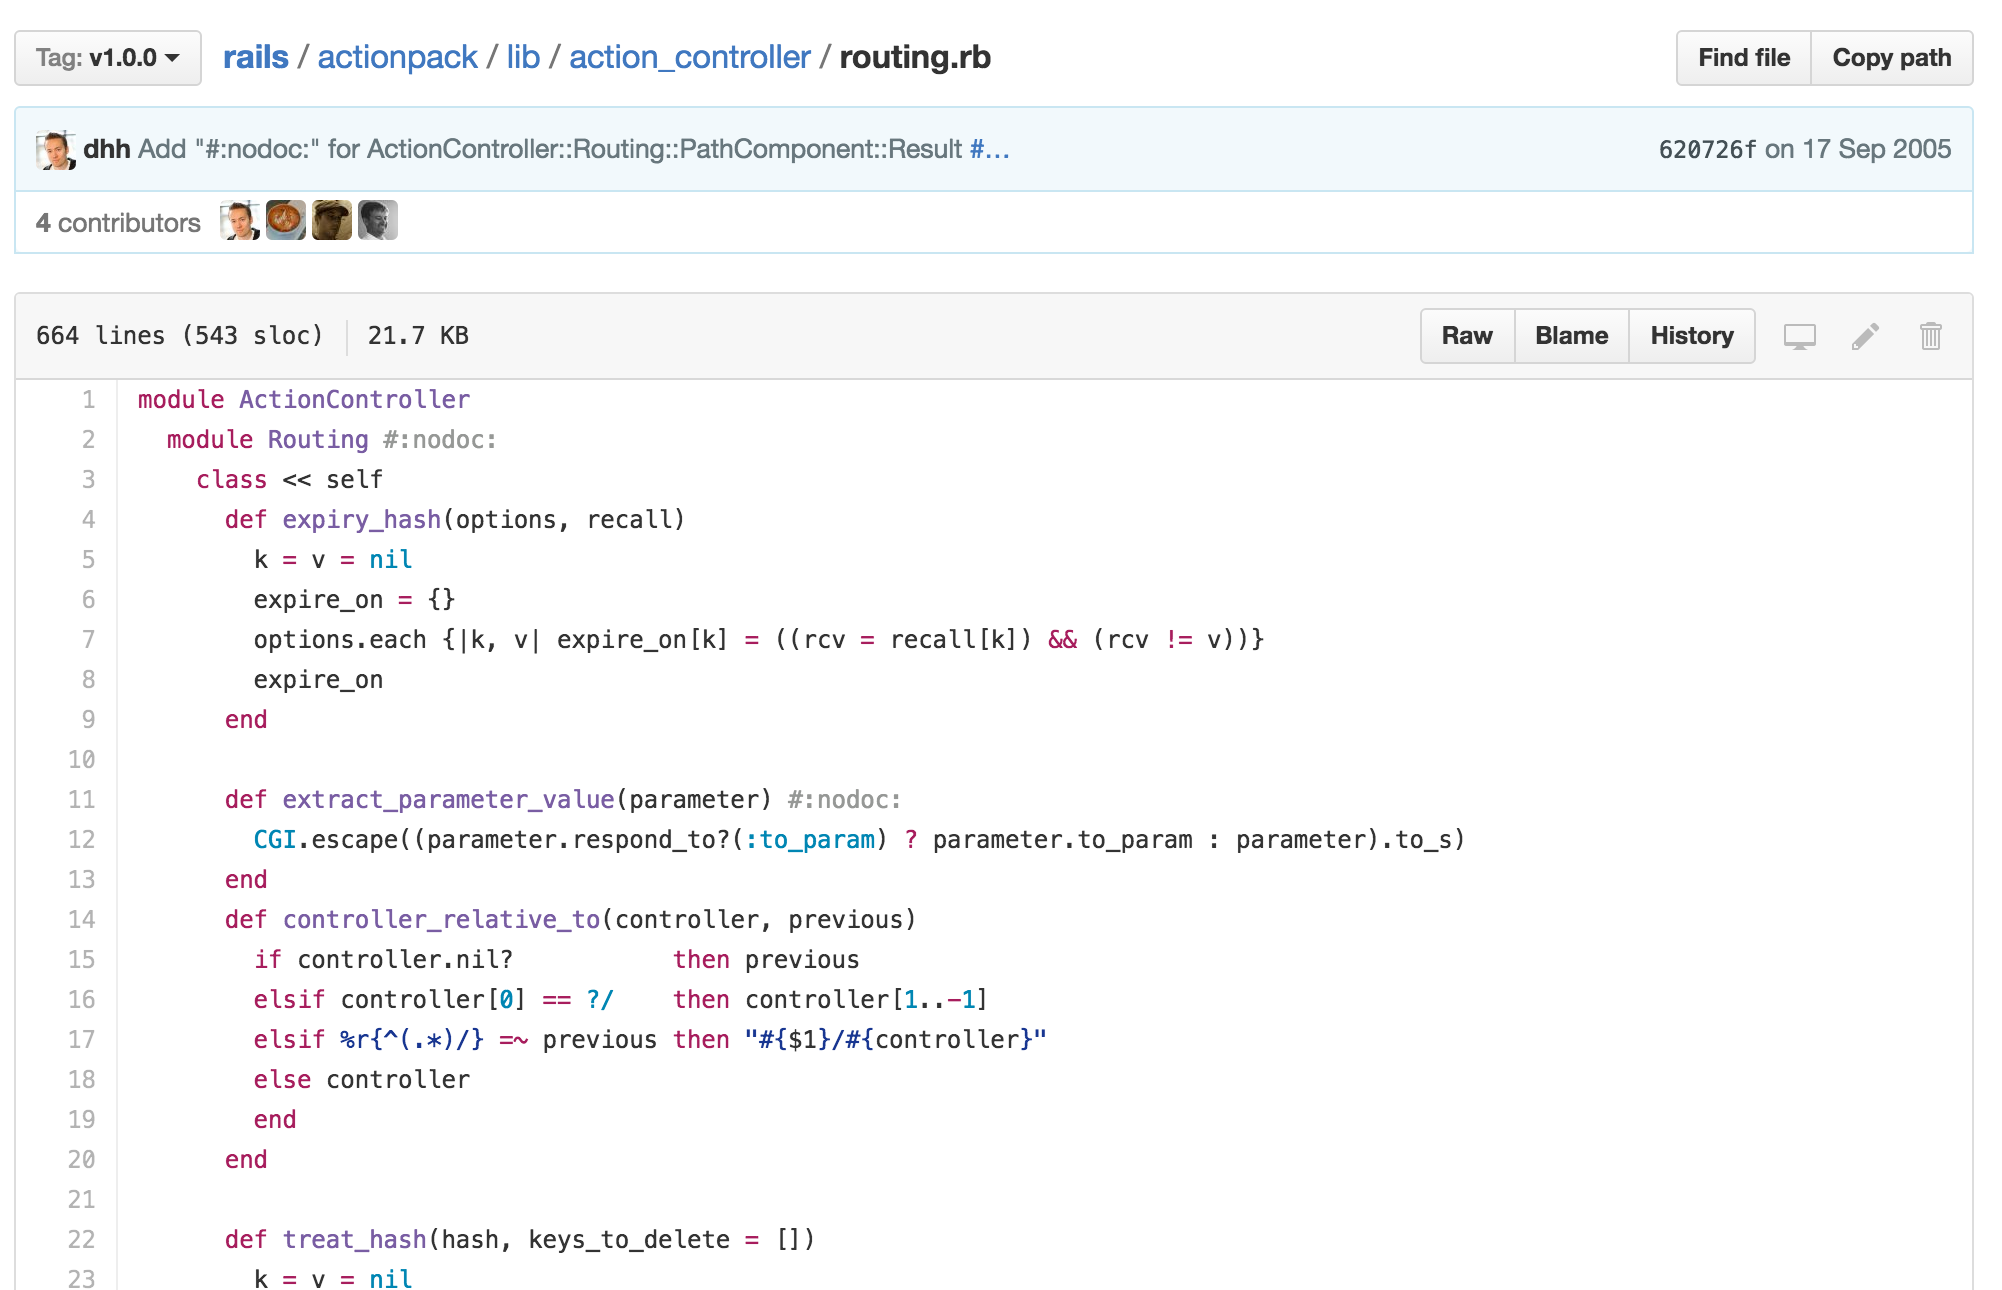 Tag: v1.0.0 rails / actionpack / lib / action_controller / routing.rb Find file Copy path
dhh Add "#:nodoc:" for ActionController::Routing::PathComponent::Result #… 620726f on 17 Sep 2005
4 contributors
664 lines (543 sloc) 21.7 KB Raw Blame History
1 module ActionController
2   module Routing #:nodoc:
3     class << self
4       def expiry_hash(options, recall)
5         k = v = nil
6         expire_on = {}
7         options.each {|k, v| expire_on[k] = ((rcv = recall[k]) && (rcv != v))}
8         expire_on
9       end
10
11       def extract_parameter_value(parameter) #:nodoc:
12         CGI.escape((parameter.respond_to?(:to_param) ? parameter.to_param : parameter).to_s)
13       end
14       def controller_relative_to(controller, previous)
15         if controller.nil?           then previous
16         elsif controller[0] == ?/    then controller[1..-1]
17         elsif %r{^(.*)/} =~ previous then "#{$1}/#{controller}"
18         else controller
19         end
20       end
21
22       def treat_hash(hash, keys_to_delete = [])
23         k = v = nil